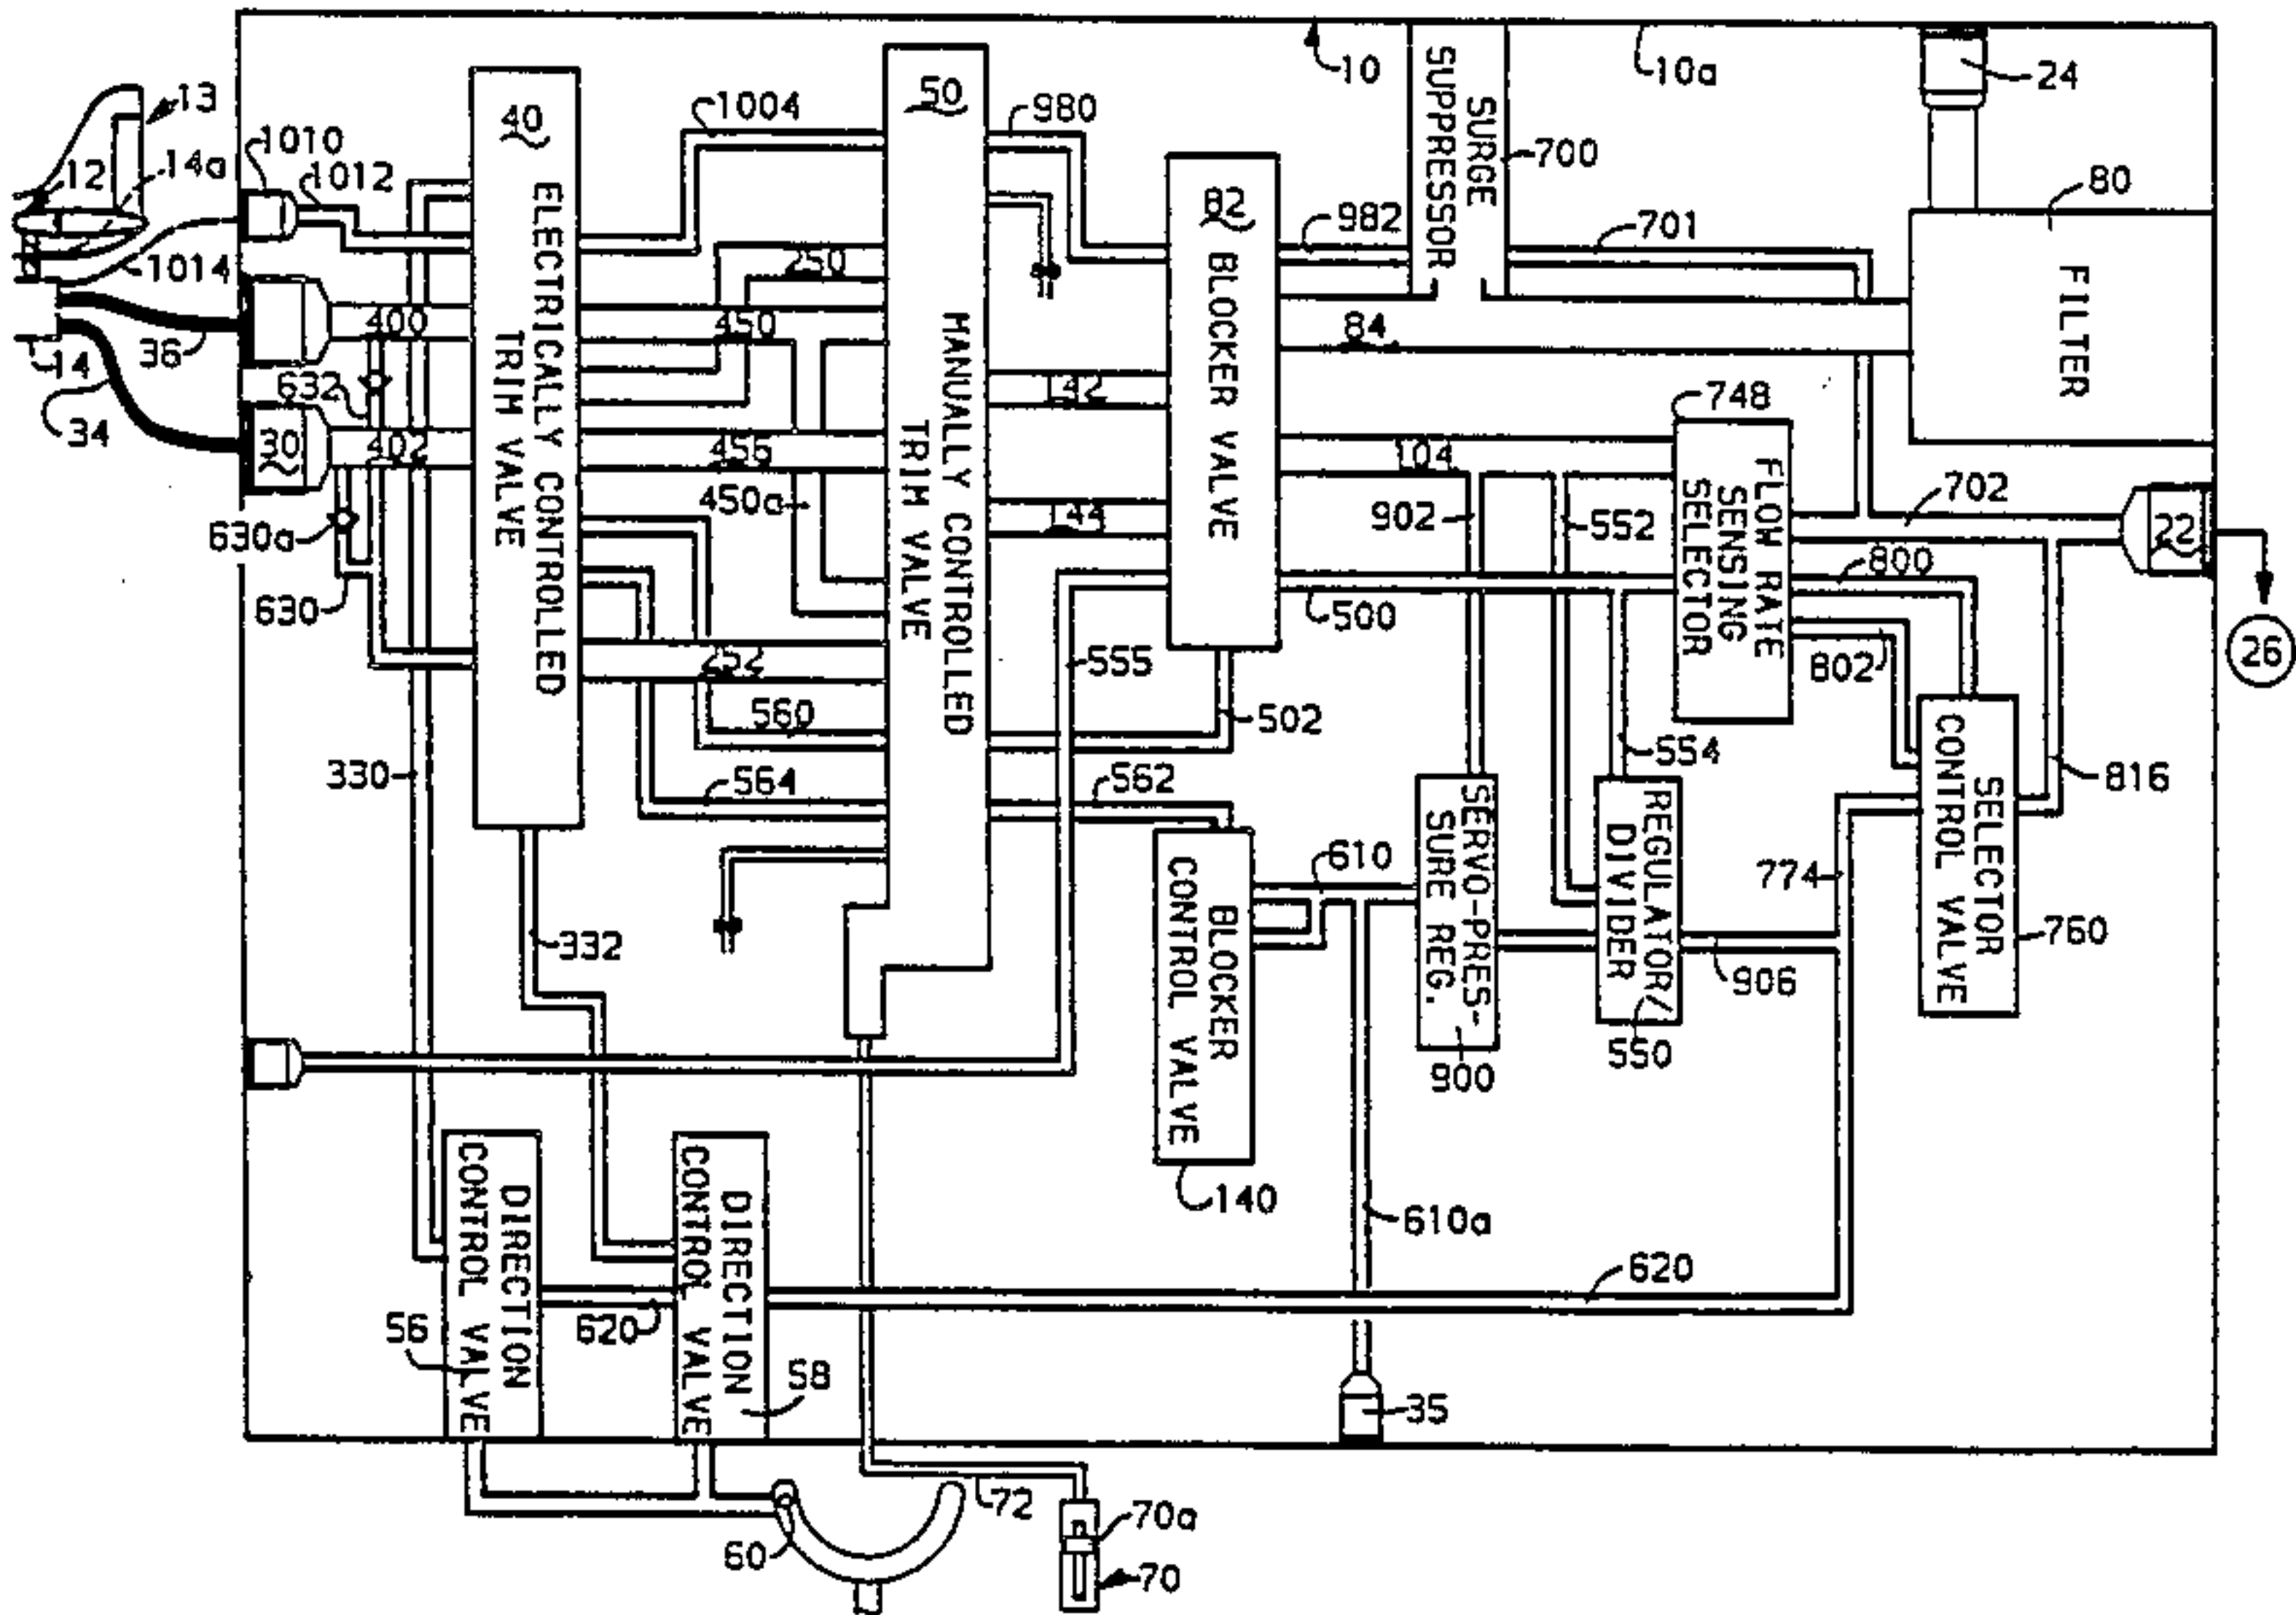 10
10a
24
13
12
14a
1010
1012
1014
36
14
34
30
400
402
632
630a
630
40
ELECTRICALLY CONTROLLED
TRIM VALVE
1004
250
450
456
450a
252
560
564
330
332
50
MANUALLY CONTROLLED
TRIM VALVE
980
142
144
555
502
562
82
BLOCKER VALVE
982
84
104
500
SURGE
SUPPRESSOR
700
701
80
FILTER
748
FLOW RATE
SENSING
SELECTOR
902
552
554
702
800
802
22
26
816
SELECTOR
CONTROL VALVE
760
774
REGULATOR/
DIVIDER
550
906
SERVO-PRES-
SURE REG.
900
610
610a
BLOCKER
CONTROL VALVE
140
620
620
DIRECTION
CONTROL VALVE
56
DIRECTION
CONTROL VALVE
58
35
60
72
70a
70